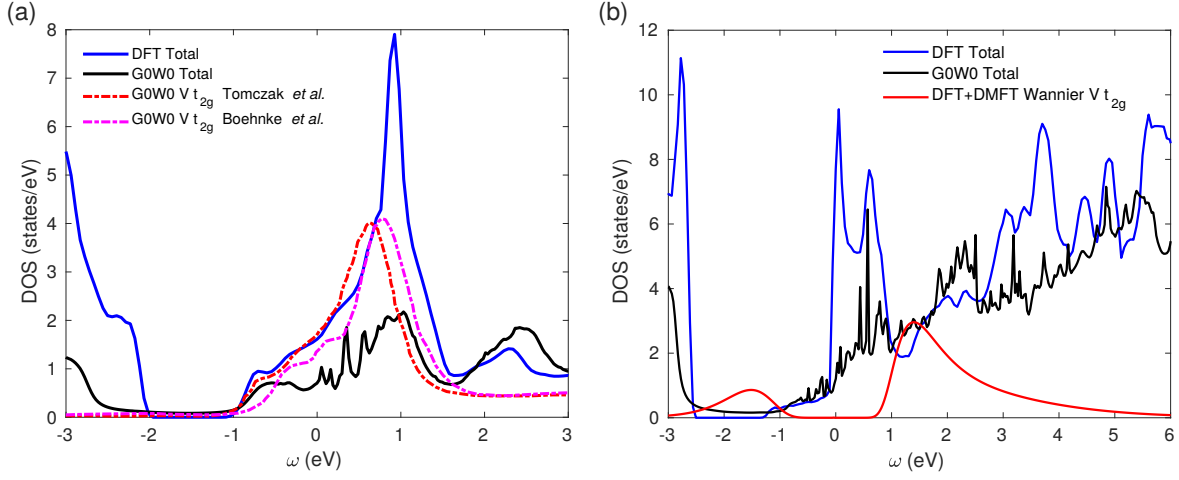 (a)
DOS (states/eV)
8
7
6
5
4
3
2
1
0
-3
-2
-1
0
1
2
3
ω (eV)
DFT Total
G0W0 Total
G0W0 V t2g Tomczak et al.
G0W0 V t2g Boehnke et al.
(b)
DOS (states/eV)
12
10
8
6
4
2
0
-3
-2
-1
0
1
2
3
4
5
6
ω (eV)
DFT Total
G0W0 Total
DFT+DMFT Wannier V t2g